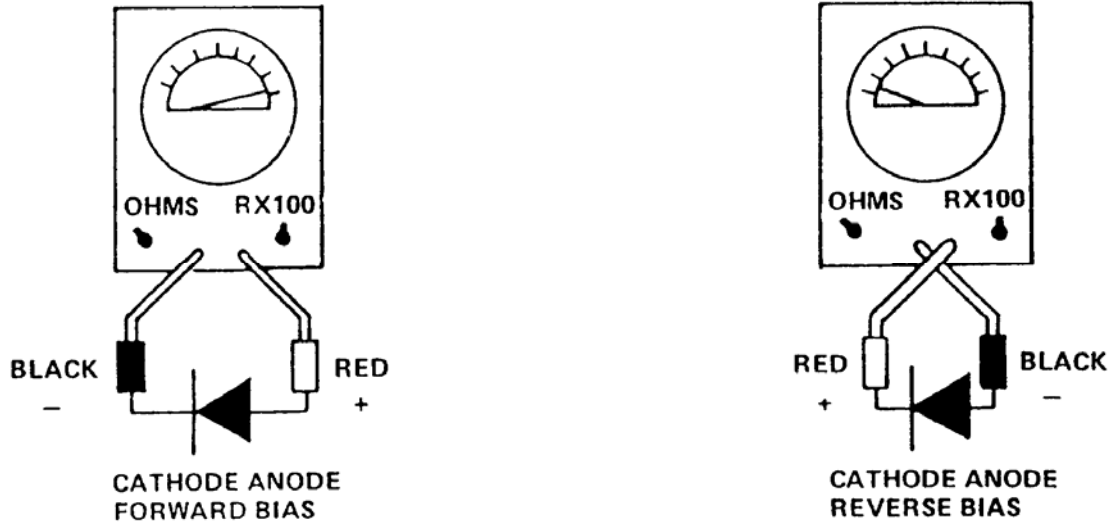 OHMS RX100
BLACK
−
RED
+
CATHODE ANODE
FORWARD BIAS
OHMS RX100
RED
+
BLACK
−
CATHODE ANODE
REVERSE BIAS